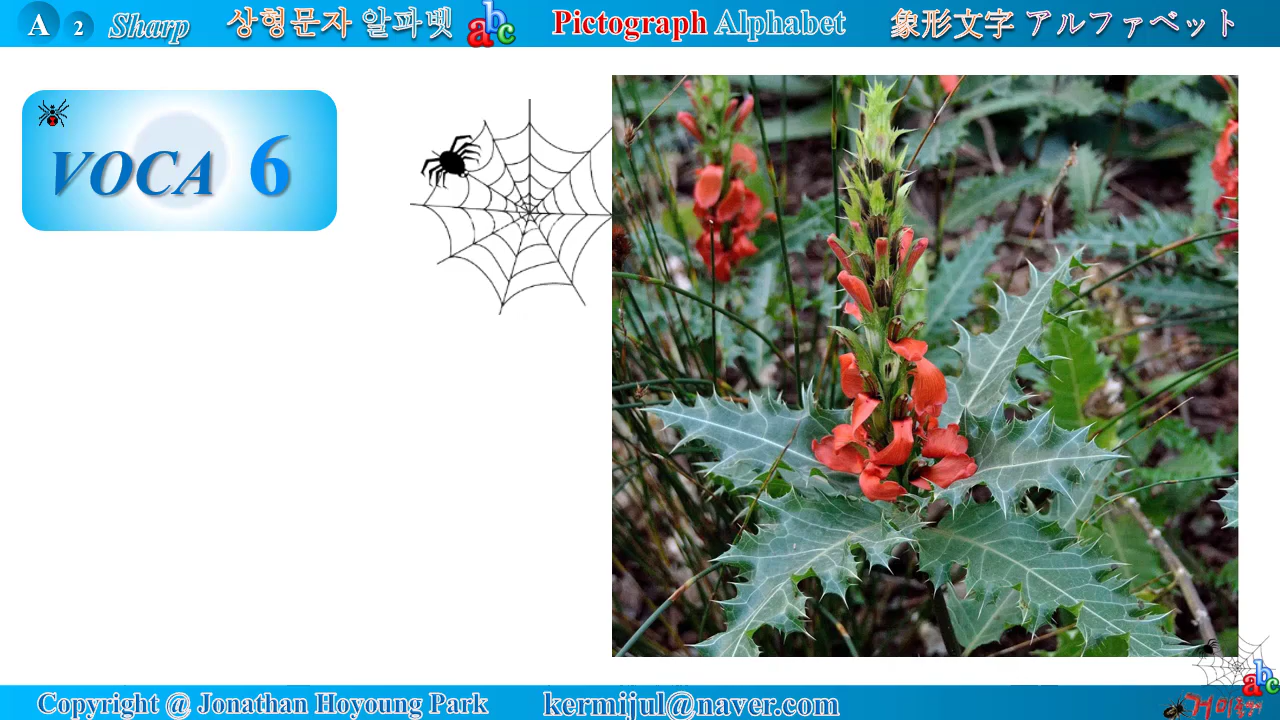 A 2 Sharp 상형문자 알파벳 abc Pictograph Alphabet 象形文字 アルファベット
VOCA 6
abc
Copyright @ Jonathan Hoyoung Park kermijul@naver.com